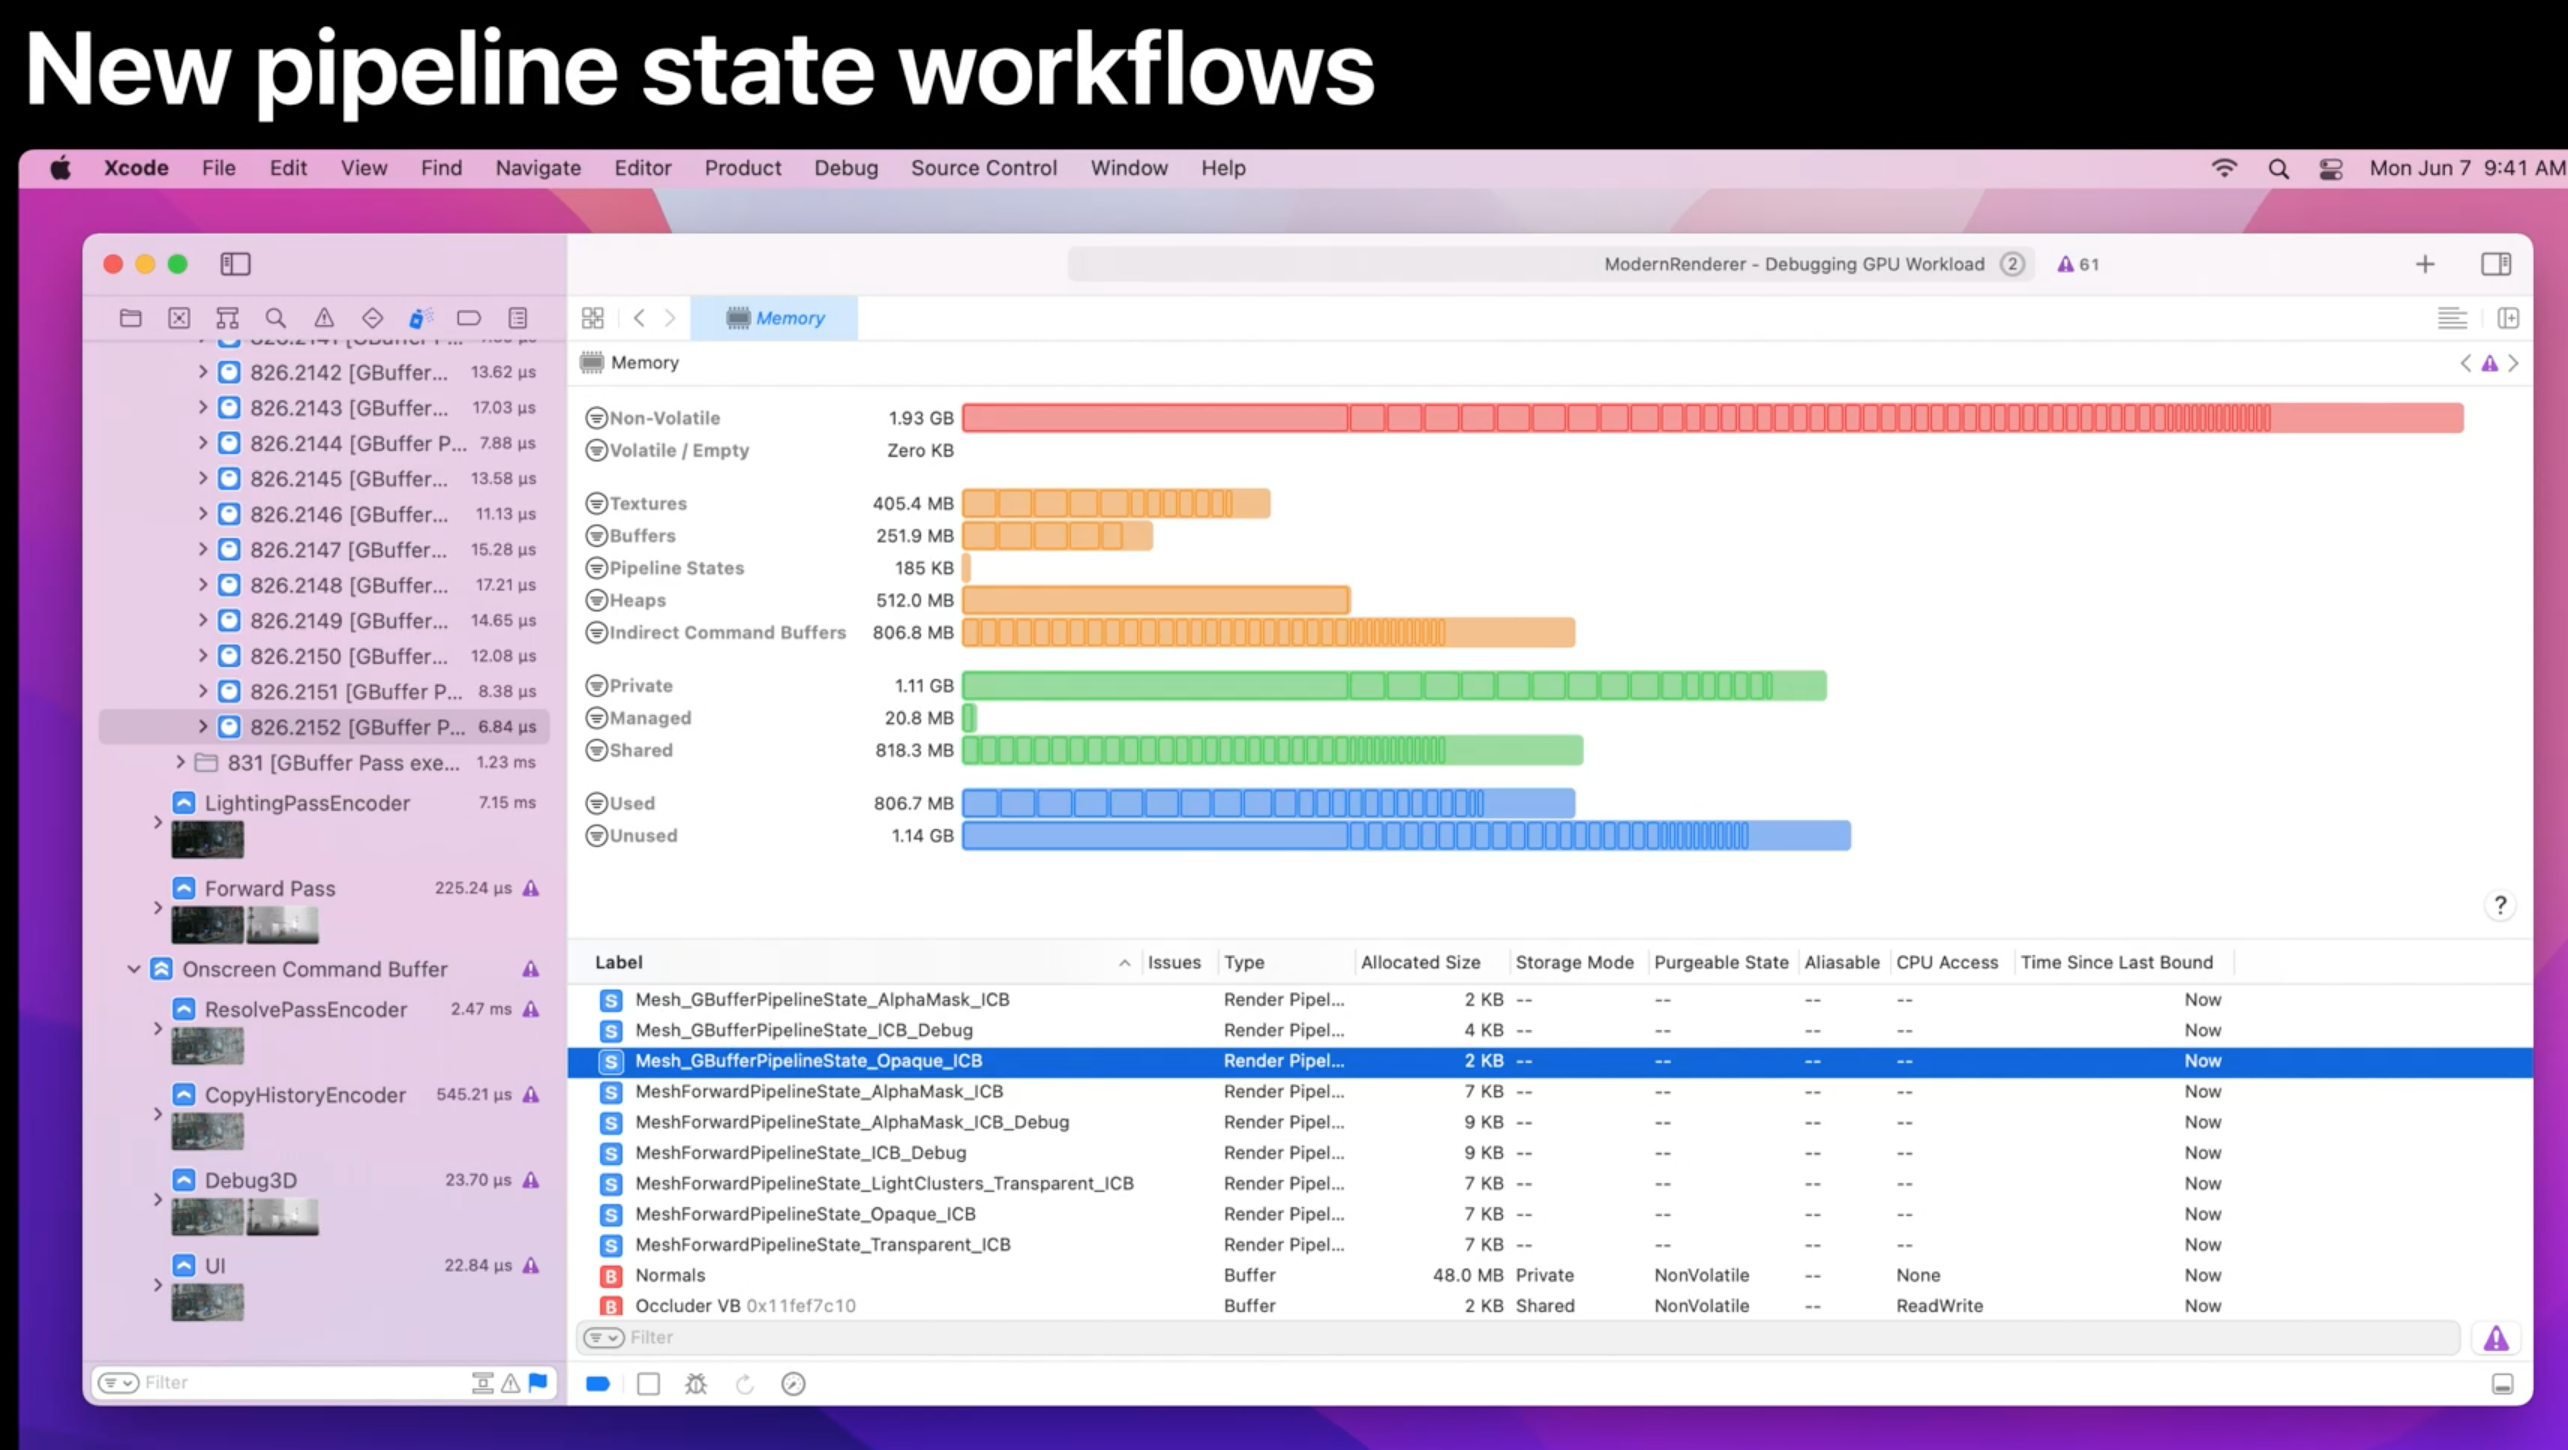 New pipeline state workflows
Xcode File Edit View Find Navigate Editor Product Debug Source Control Window Help Mon Jun 7 9:41 AM
ModernRenderer - Debugging GPU Workload 2 61
Memory
Memory
826.2142 [GBuffer... 13.62 µs
826.2143 [GBuffer... 17.03 µs
826.2144 [GBuffer P... 7.88 µs
826.2145 [GBuffer... 13.58 µs
826.2146 [GBuffer... 11.13 µs
826.2147 [GBuffer... 15.28 µs
826.2148 [GBuffer... 17.21 µs
826.2149 [GBuffer... 14.65 µs
826.2150 [GBuffer... 12.08 µs
826.2151 [GBuffer P... 8.38 µs
826.2152 [GBuffer P... 6.84 µs
831 [GBuffer Pass exe... 1.23 ms
LightingPassEncoder 7.15 ms
Forward Pass 225.24 µs
Onscreen Command Buffer
ResolvePassEncoder 2.47 ms
CopyHistoryEncoder 545.21 µs
Debug3D 23.70 µs
UI 22.84 µs
Filter
Non-Volatile 1.93 GB
Volatile / Empty Zero KB
Textures 405.4 MB
Buffers 251.9 MB
Pipeline States 185 KB
Heaps 512.0 MB
Indirect Command Buffers 806.8 MB
Private 1.11 GB
Managed 20.8 MB
Shared 818.3 MB
Used 806.7 MB
Unused 1.14 GB
?
Label Issues Type Allocated Size Storage Mode Purgeable State Aliasable CPU Access Time Since Last Bound
S Mesh_GBufferPipelineState_AlphaMask_ICB Render Pipel... 2 KB -- -- -- -- Now
S Mesh_GBufferPipelineState_ICB_Debug Render Pipel... 4 KB -- -- -- -- Now
S Mesh_GBufferPipelineState_Opaque_ICB Render Pipel... 2 KB -- -- -- -- Now
S MeshForwardPipelineState_AlphaMask_ICB Render Pipel... 7 KB -- -- -- -- Now
S MeshForwardPipelineState_AlphaMask_ICB_Debug Render Pipel... 9 KB -- -- -- -- Now
S MeshForwardPipelineState_ICB_Debug Render Pipel... 9 KB -- -- -- -- Now
S MeshForwardPipelineState_LightClusters_Transparent_ICB Render Pipel... 7 KB -- -- -- -- Now
S MeshForwardPipelineState_Opaque_ICB Render Pipel... 7 KB -- -- -- -- Now
S MeshForwardPipelineState_Transparent_ICB Render Pipel... 7 KB -- -- -- -- Now
B Normals Buffer 48.0 MB Private NonVolatile -- None Now
B Occluder VB 0x11fef7c10 Buffer 2 KB Shared NonVolatile -- ReadWrite Now
Filter